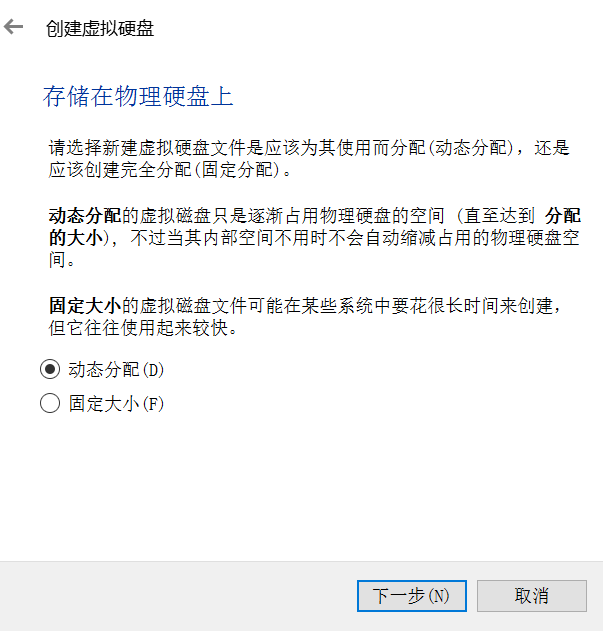 创建虚拟硬盘
存储在物理硬盘上
请选择新建虚拟硬盘文件是应该为其使用而分配(动态分配)，还是
应该创建完全分配(固定分配)。
动态分配的虚拟磁盘只是逐渐占用物理硬盘的空间 (直至达到 分配
的大小)，不过当其内部空间不用时不会自动缩减占用的物理硬盘空
间。
固定大小的虚拟磁盘文件可能在某些系统中要花很长时间来创建，
但它往往使用起来较快。
动态分配(D)
固定大小(F)
下一步(N)
取消